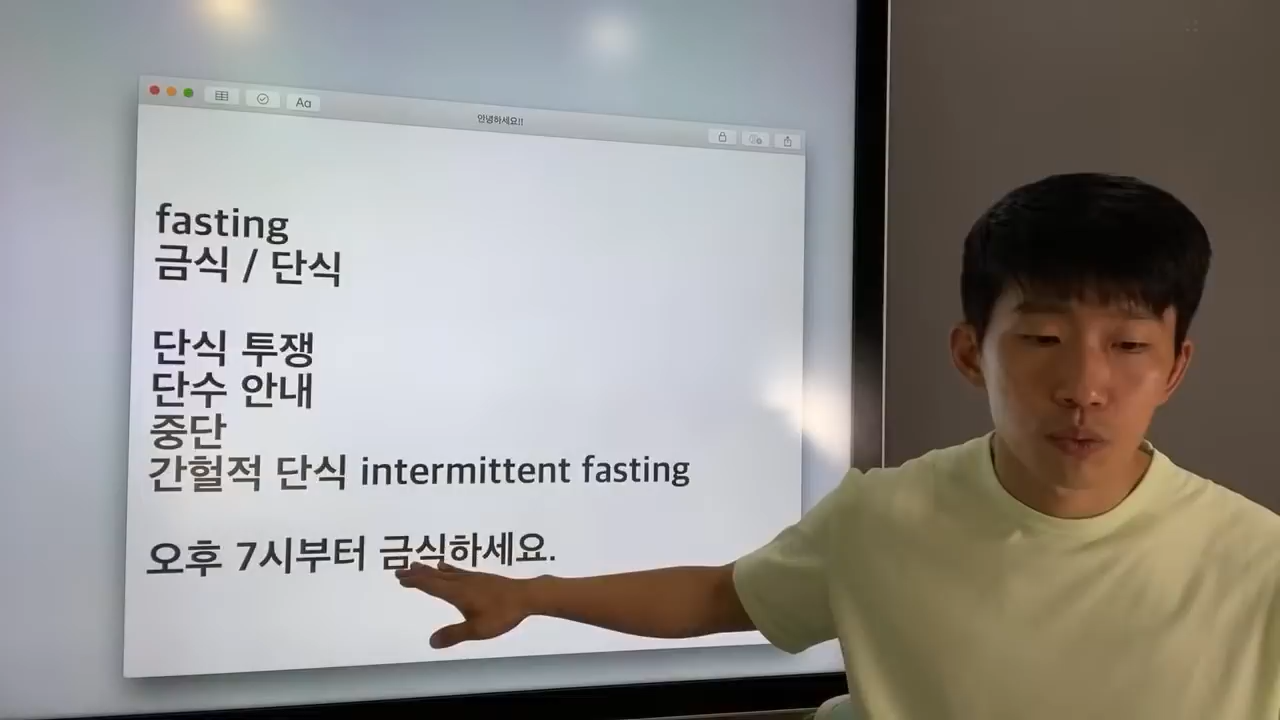 Aa
안녕하세요!!
fasting
금식 / 단식
단식 투쟁
단수 안내
중단
간헐적 단식 intermittent fasting
오후 7시부터 금식하세요.